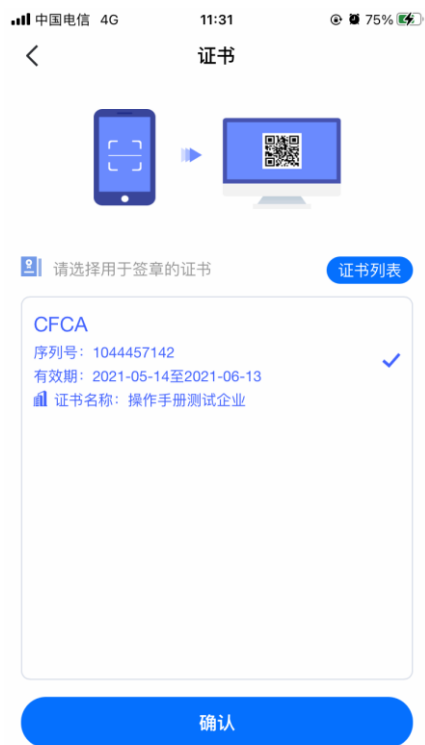 中国电信 4G 11:31 75%
证书
请选择用于签章的证书 证书列表
CFCA
序列号：1044457142
有效期：2021-05-14至2021-06-13
证书名称：操作手册测试企业
确认